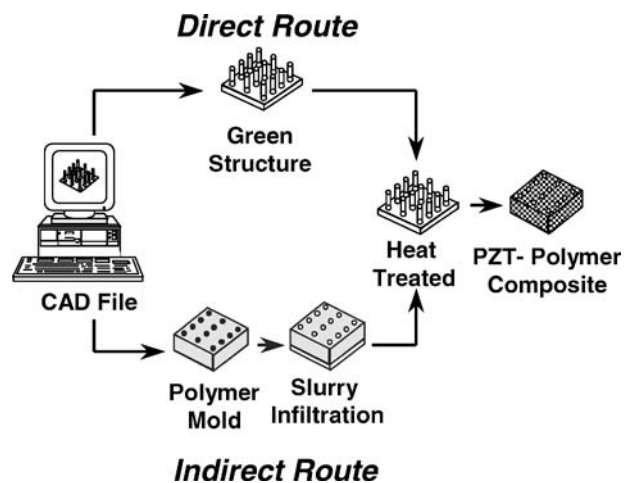 Direct Route
Green
Structure
CAD File
Heat
Treated
PZT- Polymer
Composite
Polymer
Mold
Slurry
Infiltration
Indirect Route